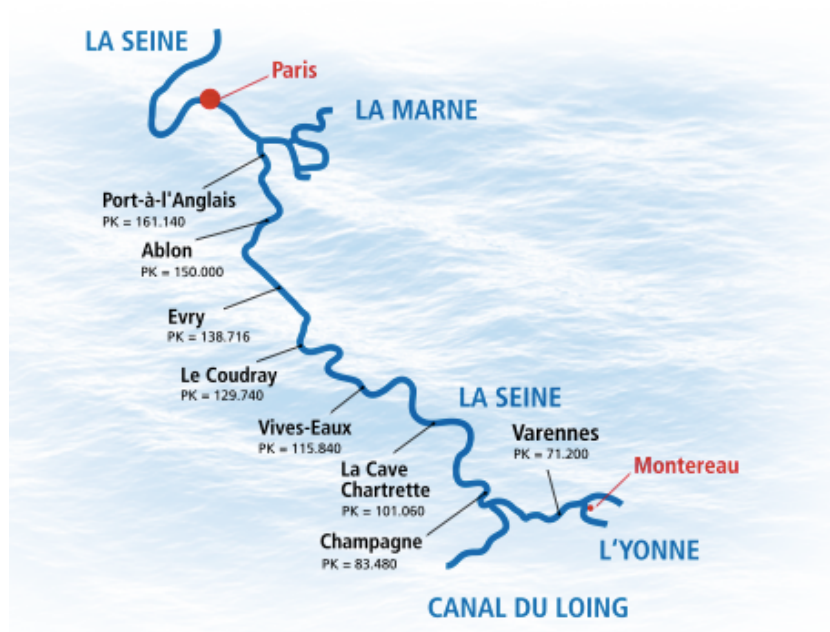 LA SEINE
Paris
LA MARNE
Port-à-l'Anglais
PK = 161.140
Ablon
PK = 150.000
Evry
PK = 138.716
Le Coudray
PK = 129.740
LA SEINE
Vives-Eaux
PK = 115.840
Varennes
PK = 71.200
La Cave
Chartrette
PK = 101.060
Montereau
Champagne
PK = 83.480
L'YONNE
CANAL DU LOING